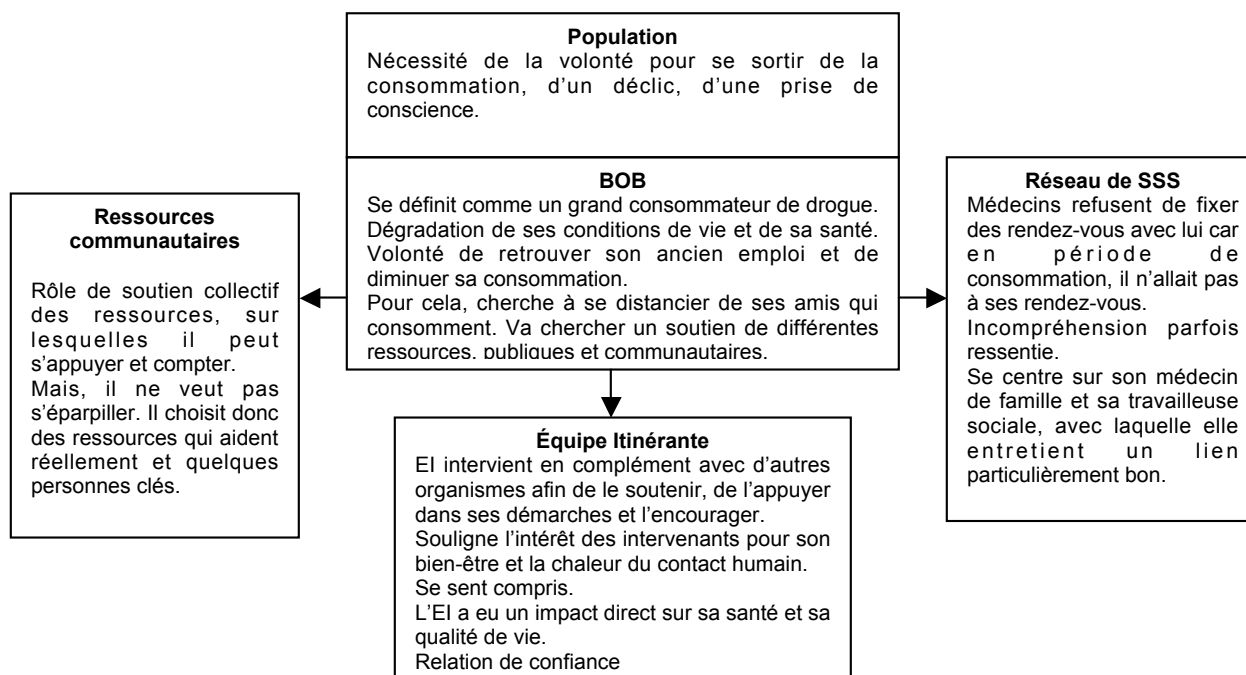 Population
Nécessité de la volonté pour se sortir de la
consommation, d'un déclic, d'une prise de
conscience.
BOB
Se définit comme un grand consommateur de drogue.
Dégradation de ses conditions de vie et de sa santé.
Volonté de retrouver son ancien emploi et de
diminuer sa consommation.
Pour cela, cherche à se distancier de ses amis qui
consomment. Va chercher un soutien de différentes
ressources, publiques et communautaires.
Ressources
communautaires
Rôle de soutien collectif
des ressources, sur
lesquelles il peut
s'appuyer et compter.
Mais, il ne veut pas
s'éparpiller. Il choisit donc
des ressources qui aident
réellement et quelques
personnes clés.
Réseau de SSS
Médecins refusent de fixer
des rendez-vous avec lui car
en période de
consommation, il n'allait pas
à ses rendez-vous.
Incompréhension parfois
ressentie.
Se centre sur son médecin
de famille et sa travailleuse
sociale, avec laquelle elle
entretient un lien
particulièrement bon.
Équipe Itinérante
EI intervient en complément avec d'autres
organismes afin de le soutenir, de l'appuyer
dans ses démarches et l'encourager.
Souligne l'intérêt des intervenants pour son
bien-être et la chaleur du contact humain.
Se sent compris.
L'EI a eu un impact direct sur sa santé et sa
qualité de vie.
Relation de confiance